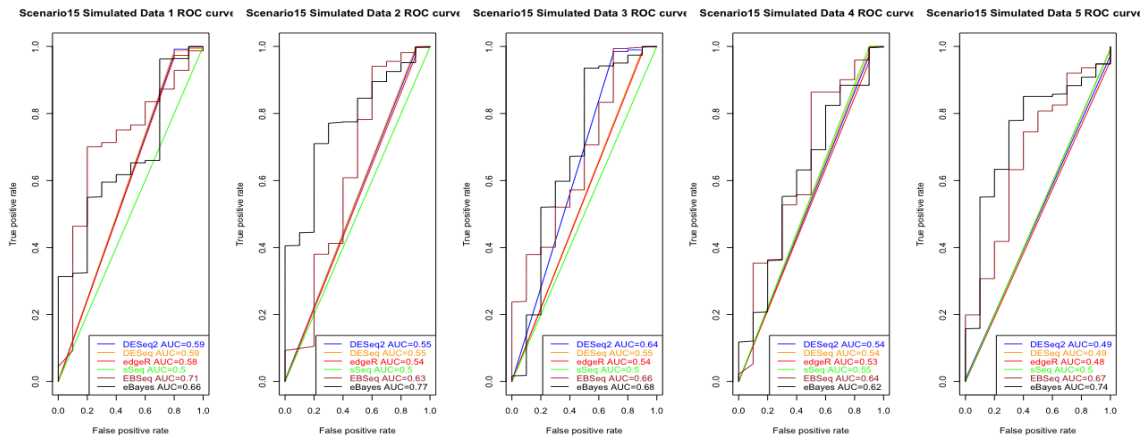 Scenario15 Simulated Data 1 ROC curve
True positive rate
1.0
0.8
0.6
0.4
0.2
0.0
DESeq2 AUC=0.59
DESeq AUC=0.59
edgeR AUC=0.58
sSeq AUC=0.5
EBSeq AUC=0.71
eBayes AUC=0.66
0.0 0.2 0.4 0.6 0.8 1.0
False positive rate
Scenario15 Simulated Data 2 ROC curve
True positive rate
1.0
0.8
0.6
0.4
0.2
0.0
DESeq2 AUC=0.55
DESeq AUC=0.55
edgeR AUC=0.54
sSeq AUC=0.5
EBSeq AUC=0.63
eBayes AUC=0.77
0.0 0.2 0.4 0.6 0.8 1.0
False positive rate
Scenario15 Simulated Data 3 ROC curve
True positive rate
1.0
0.8
0.6
0.4
0.2
0.0
DESeq2 AUC=0.64
DESeq AUC=0.55
edgeR AUC=0.54
sSeq AUC=0.5
EBSeq AUC=0.66
eBayes AUC=0.68
0.0 0.2 0.4 0.6 0.8 1.0
False positive rate
Scenario15 Simulated Data 4 ROC curve
True positive rate
1.0
0.8
0.6
0.4
0.2
0.0
DESeq2 AUC=0.54
DESeq AUC=0.54
edgeR AUC=0.53
sSeq AUC=0.55
EBSeq AUC=0.64
eBayes AUC=0.62
0.0 0.2 0.4 0.6 0.8 1.0
False positive rate
Scenario15 Simulated Data 5 ROC curve
True positive rate
1.0
0.8
0.6
0.4
0.2
0.0
DESeq2 AUC=0.49
DESeq AUC=0.49
edgeR AUC=0.48
sSeq AUC=0.5
EBSeq AUC=0.67
eBayes AUC=0.74
0.0 0.2 0.4 0.6 0.8 1.0
False positive rate